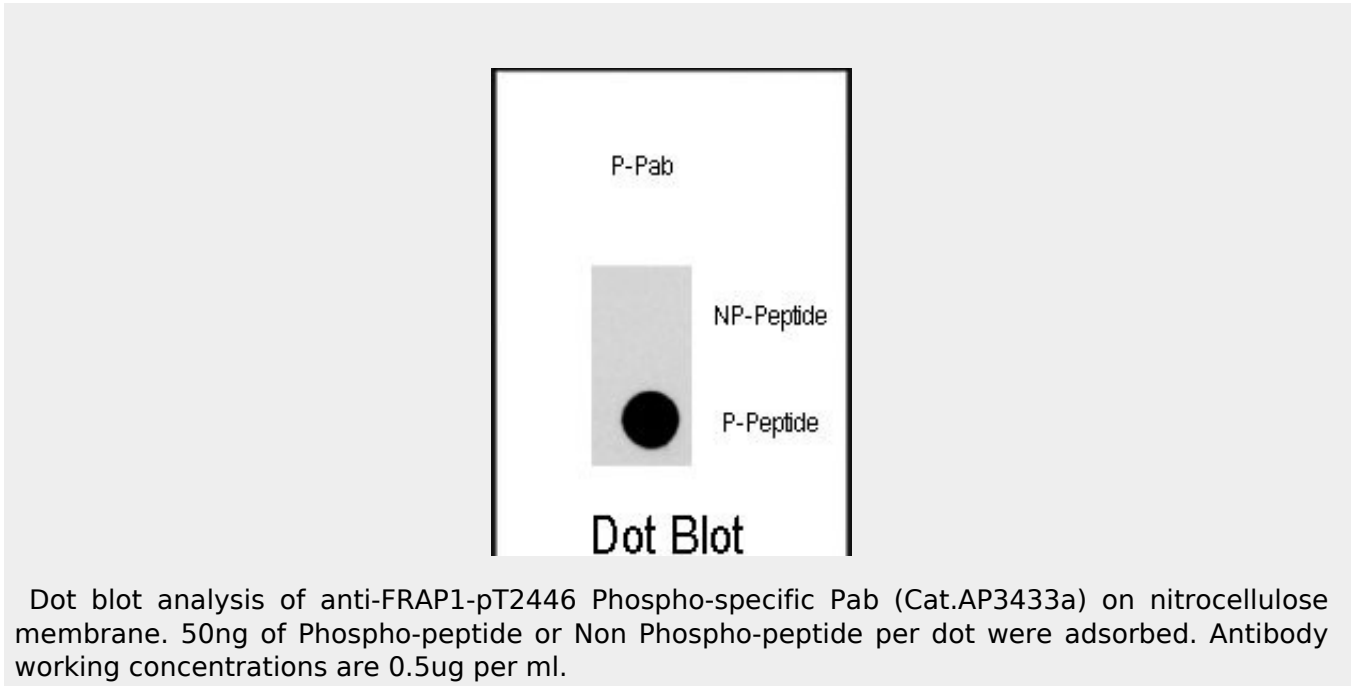 P-Pab
NP-Peptide
P-Peptide
Dot Blot
Dot blot analysis of anti-FRAP1-pT2446 Phospho-specific Pab (Cat.AP3433a) on nitrocellulose
membrane. 50ng of Phospho-peptide or Non Phospho-peptide per dot were adsorbed. Antibody
working concentrations are 0.5ug per ml.